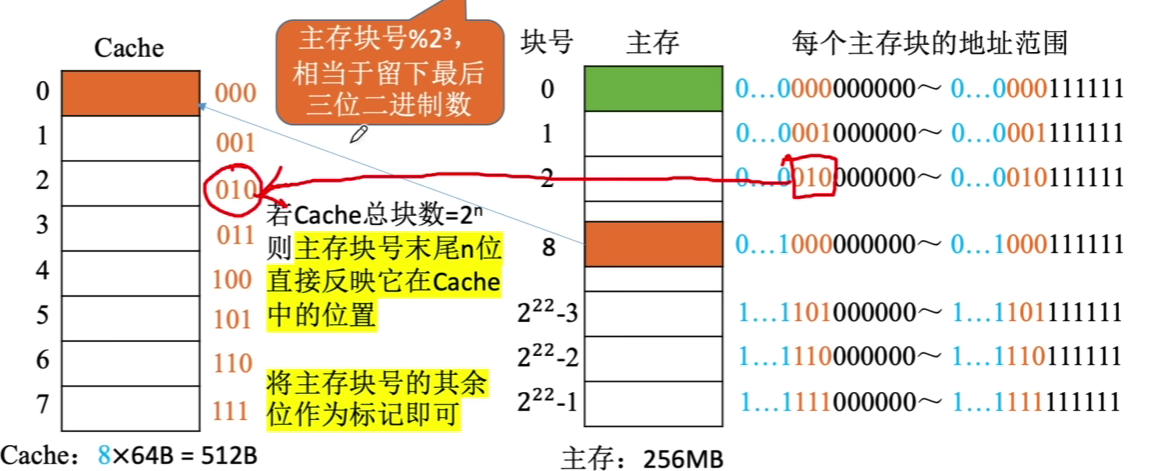 Cache
主存块号%2³，
相当于留下最后
三位二进制数
块号
主存
每个主存块的地址范围
0
000
1
001
2
010
3
011
4
100
5
101
6
110
7
111
若Cache总块数=2ⁿ
则主存块号末尾n位
直接反映它在Cache
中的位置
将主存块号的其余
位作为标记即可
0
0…0000000000～ 0…0000111111
1
0…0001000000～ 0…0001111111
2
0…0010000000～ 0…0010111111
8
0…1000000000～ 0…1000111111
2²²-3
1…1101000000～ 1…1101111111
2²²-2
1…1110000000～ 1…1110111111
2²²-1
1…1111000000～ 1…1111111111
Cache：8×64B = 512B
主存：256MB